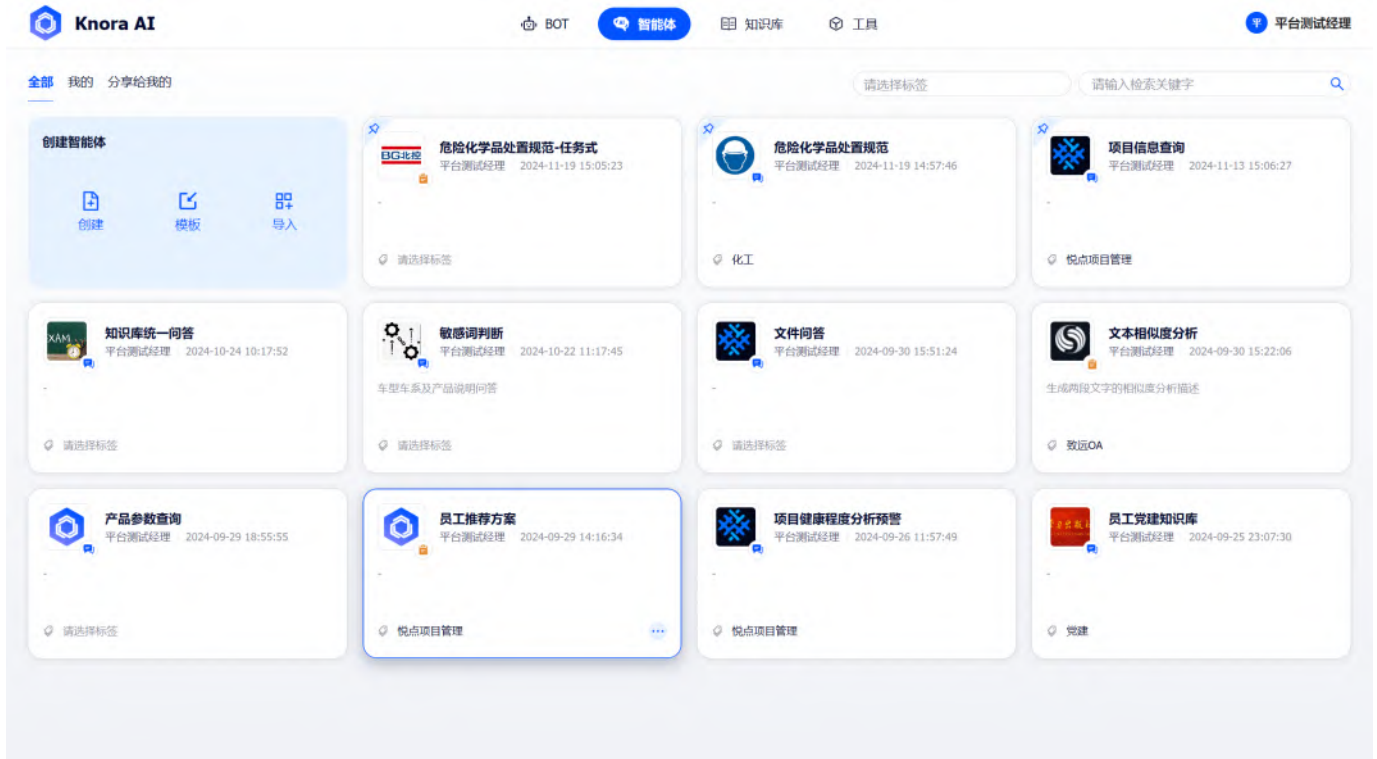 Knora AI
BOT
智能体
知识库
工具
平
平台测试经理
全部 我的 分享给我的
请选择标签
请输入检索关键字
创建智能体
创建
模板
导入
BG北控
危险化学品处置规范-任务式
平台测试经理 2024-11-19 15:05:23
-
请选择标签
危险化学品处置规范
平台测试经理 2024-11-19 14:57:46
-
化工
项目信息查询
平台测试经理 2024-11-13 15:06:27
-
悦点项目管理
知识库统一问答
平台测试经理 2024-10-24 10:17:52
-
请选择标签
敏感词判断
平台测试经理 2024-10-22 11:17:45
车型车系及产品说明问答
请选择标签
文件问答
平台测试经理 2024-09-30 15:51:24
-
请选择标签
文本相似度分析
平台测试经理 2024-09-30 15:22:06
生成两段文字的相似度分析描述
致远OA
产品参数查询
平台测试经理 2024-09-29 18:55:55
-
请选择标签
员工推荐方案
平台测试经理 2024-09-29 14:16:34
-
悦点项目管理
项目健康程度分析预警
平台测试经理 2024-09-26 11:57:49
-
悦点项目管理
员工党建知识库
平台测试经理 2024-09-25 23:07:30
-
党建